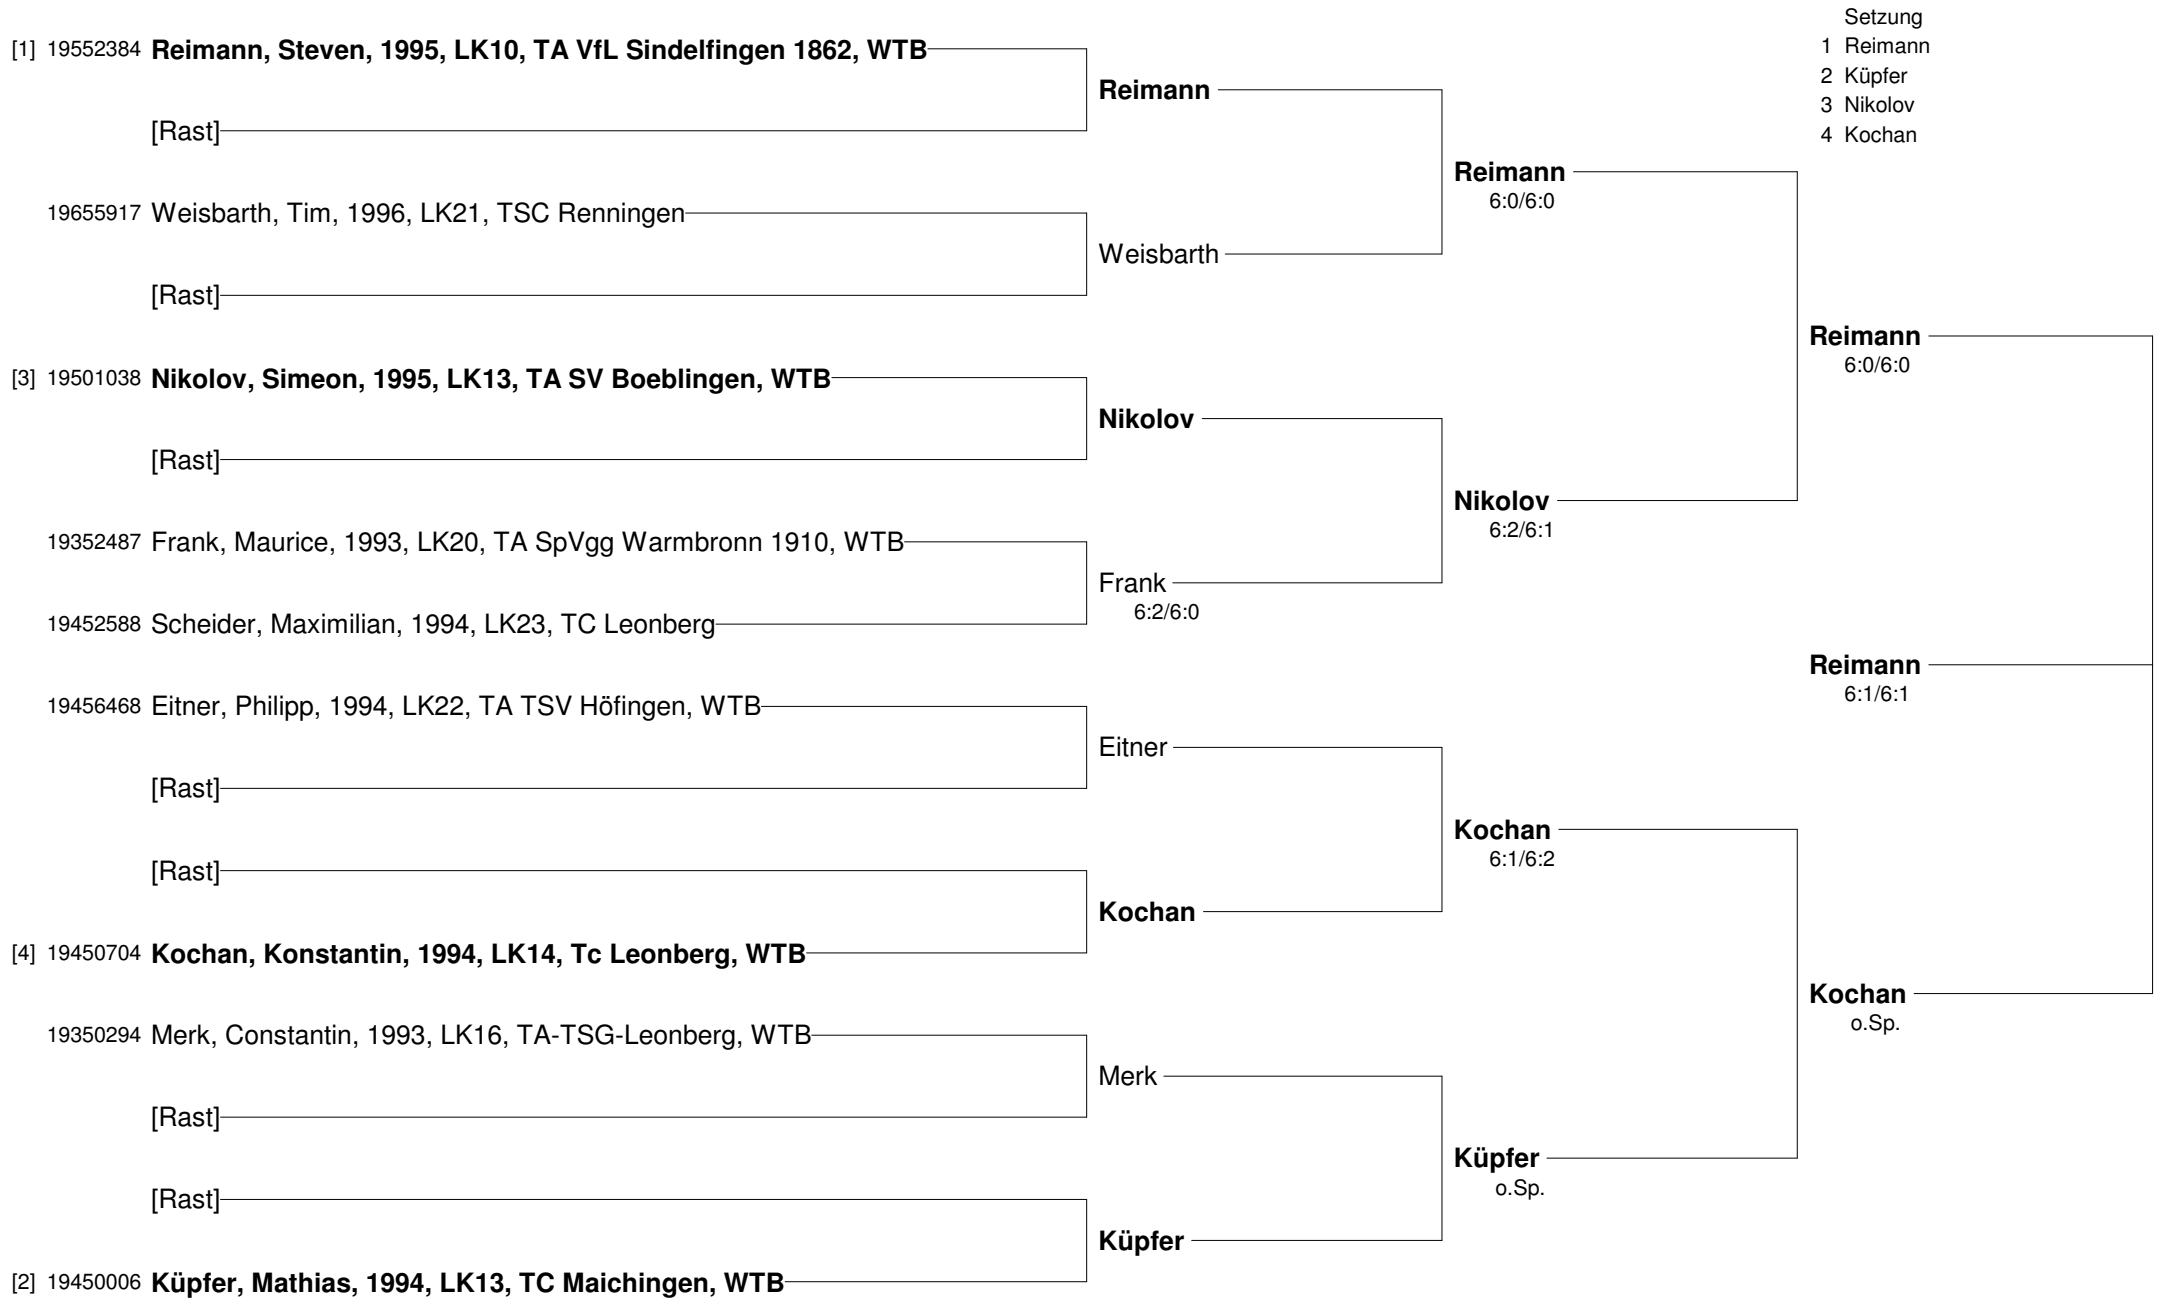 Setzung
1 Reimann
2 Küpfer
3 Nikolov
4 Kochan
[1] 19552384 Reimann, Steven, 1995, LK10, TA VfL Sindelfingen 1862, WTB
Reimann
[Rast]
Reimann
6:0/6:0
19655917 Weisbarth, Tim, 1996, LK21, TSC Renningen
Weisbarth
[Rast]
Reimann
6:0/6:0
[3] 19501038 Nikolov, Simeon, 1995, LK13, TA SV Boeblingen, WTB
Nikolov
[Rast]
Nikolov
6:2/6:1
19352487 Frank, Maurice, 1993, LK20, TA SpVgg Warmbronn 1910, WTB
Frank
6:2/6:0
19452588 Scheider, Maximilian, 1994, LK23, TC Leonberg
Reimann
6:1/6:1
19456468 Eitner, Philipp, 1994, LK22, TA TSV Höfingen, WTB
Eitner
[Rast]
Kochan
6:1/6:2
[Rast]
Kochan
[4] 19450704 Kochan, Konstantin, 1994, LK14, Tc Leonberg, WTB
Kochan
o.Sp.
19350294 Merk, Constantin, 1993, LK16, TA-TSG-Leonberg, WTB
Merk
[Rast]
Küpfer
o.Sp.
[Rast]
Küpfer
[2] 19450006 Küpfer, Mathias, 1994, LK13, TC Maichingen, WTB